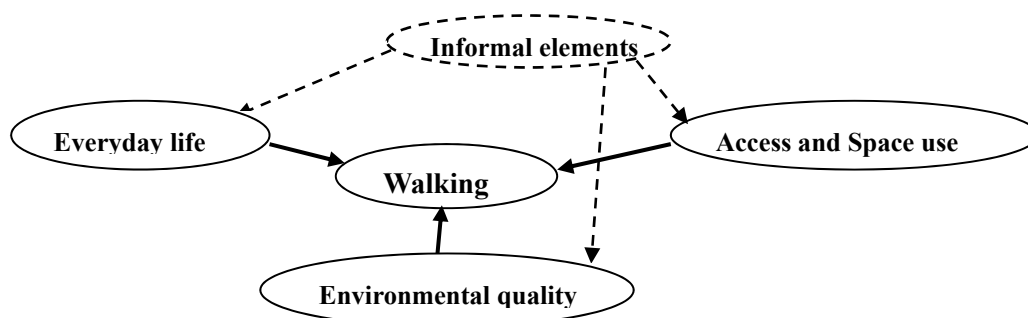 Informal elements
Everyday life
Access and Space use
Walking
Environmental quality